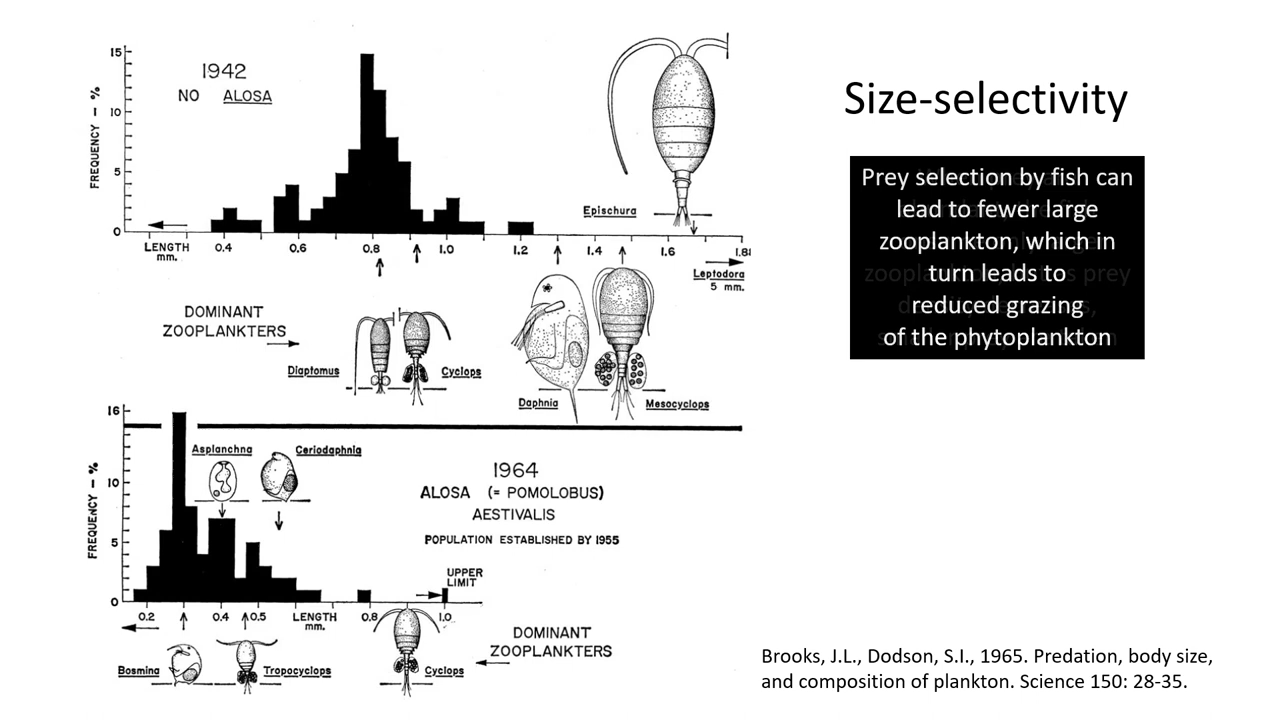 15
1942
NO ALOSA
10
5
0
FREQUENCY - %
Epischura
LENGTH
mm.
0.4
0.6
0.8
1.0
1.2
1.4
1.6
1.8
Leptodora
5 mm.
DOMINANT
ZOOPLANKTERS
Diaptomus
Cyclops
Daphnia
Mesocyclops
16
10
5
0
FREQUENCY - %
Asplanchna
Ceriodaphnia
1964
ALOSA (= POMOLOBUS)
AESTIVALIS
POPULATION ESTABLISHED BY 1955
UPPER
LIMIT
0.2
0.4
0.5
LENGTH
mm.
0.8
1.0
Bosmina
Tropocyclops
Cyclops
DOMINANT
ZOOPLANKTERS
Size-selectivity
Prey selection by fish can
lead to fewer large
zooplankton, which in
turn leads to
reduced grazing
of the phytoplankton
Brooks, J.L., Dodson, S.I., 1965. Predation, body size,
and composition of plankton. Science 150: 28-35.